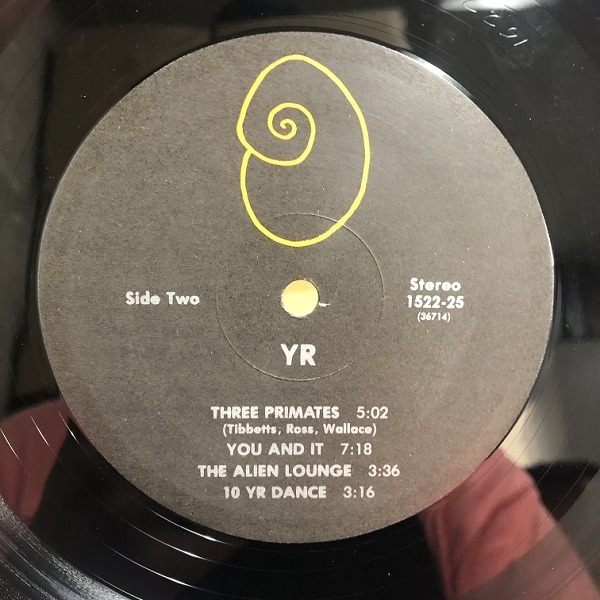 Side Two
Stereo
1522-25
(36714)
YR
THREE PRIMATES 5:02
(Tibbetts, Ross, Wallace)
YOU AND IT 7:18
THE ALIEN LOUNGE 3:36
10 YR DANCE 3:16